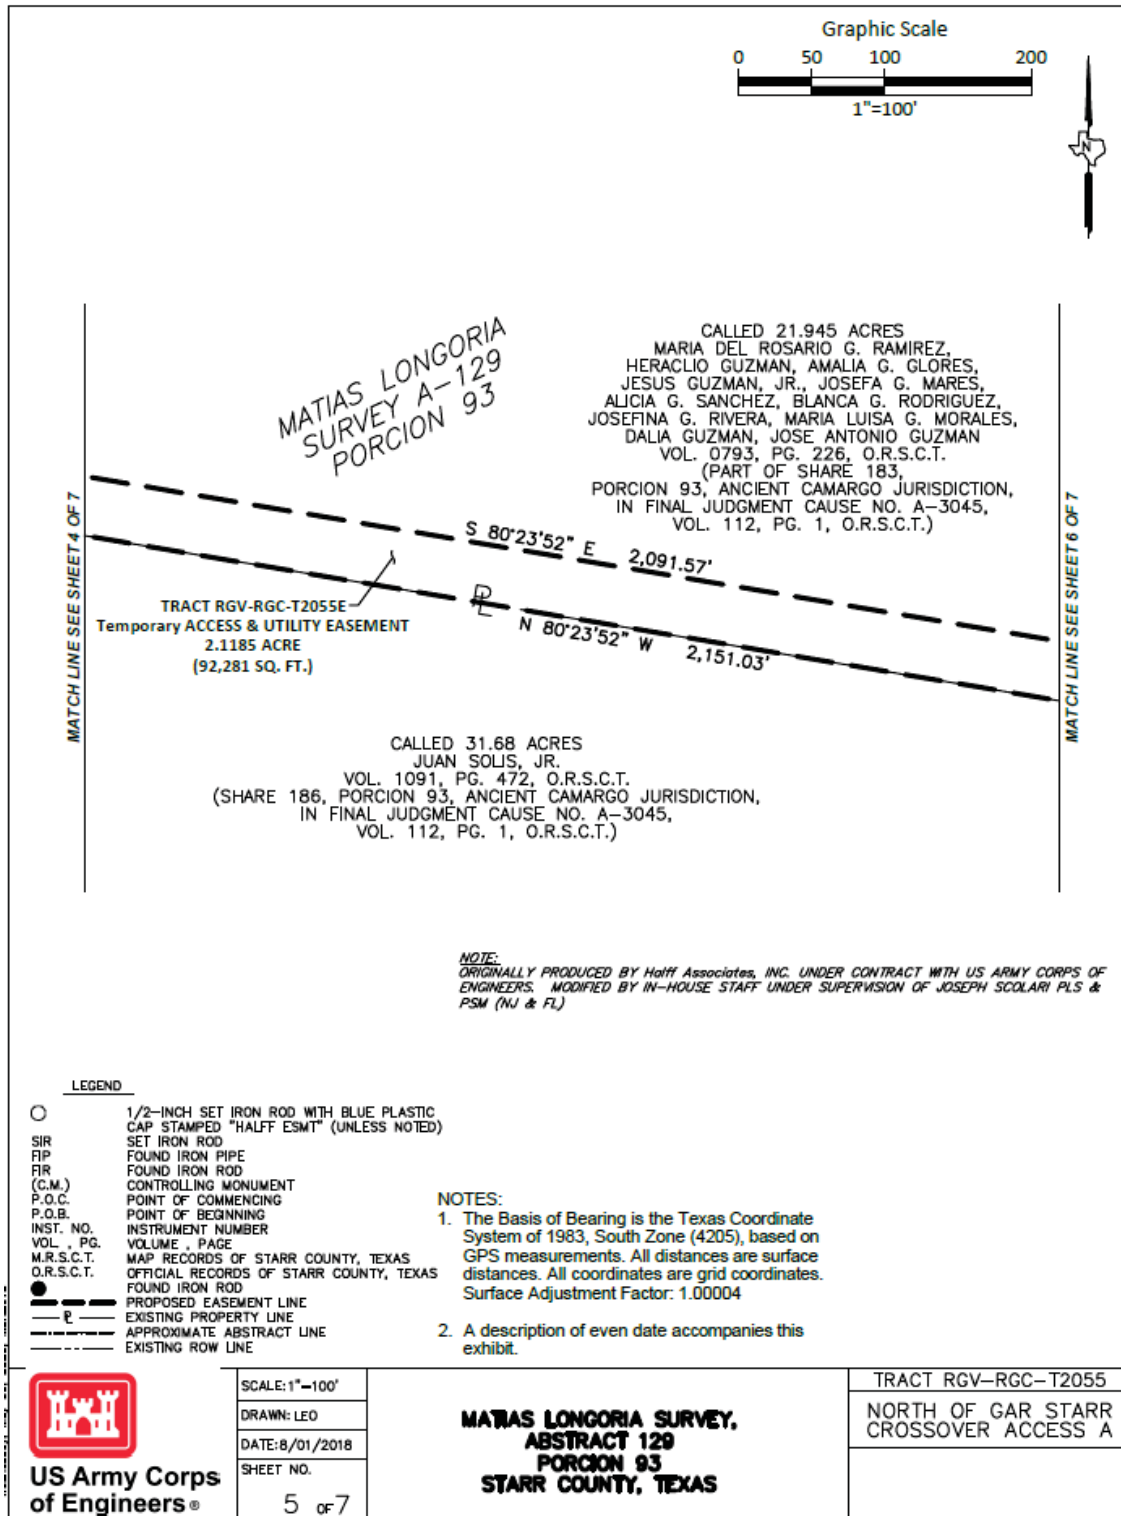 Graphic Scale
0 50 100 200
1"=100'
N
MATIAS LONGORIA
SURVEY A-129
PORCION 93
CALLED 21.945 ACRES
MARIA DEL ROSARIO G. RAMIREZ,
HERACLIO GUZMAN, AMALIA G. GLORES,
JESUS GUZMAN, JR., JOSEFA G. MARES,
ALICIA G. SANCHEZ, BLANCA G. RODRIGUEZ,
JOSEFINA G. RIVERA, MARIA LUISA G. MORALES,
DALIA GUZMAN, JOSE ANTONIO GUZMAN
VOL. 0793, PG. 226, O.R.S.C.T.
(PART OF SHARE 183,
PORCION 93, ANCIENT CAMARGO JURISDICTION,
IN FINAL JUDGMENT CAUSE NO. A-3045,
VOL. 112, PG. 1, O.R.S.C.T.)
MATCH LINE SEE SHEET 4 OF 7
MATCH LINE SEE SHEET 6 OF 7
S 80°23'52" E 2,091.57'
PL
N 80°23'52" W 2,151.03'
TRACT RGV-RGC-T2055E
Temporary ACCESS & UTILITY EASEMENT
2.1185 ACRE
(92,281 SQ. FT.)
CALLED 31.68 ACRES
JUAN SOLIS, JR.
VOL. 1091, PG. 472, O.R.S.C.T.
(SHARE 186, PORCION 93, ANCIENT CAMARGO JURISDICTION,
IN FINAL JUDGMENT CAUSE NO. A-3045,
VOL. 112, PG. 1, O.R.S.C.T.)
NOTE:
ORIGINALLY PRODUCED BY Halff Associates, INC. UNDER CONTRACT WITH US ARMY CORPS OF
ENGINEERS. MODIFIED BY IN-HOUSE STAFF UNDER SUPERVISION OF JOSEPH SCOLARI PLS &
PSM (NJ & FL)
LEGEND
1/2-INCH SET IRON ROD WITH BLUE PLASTIC
CAP STAMPED "HALFF ESMT" (UNLESS NOTED)
SIR SET IRON ROD
FIP FOUND IRON PIPE
FIR FOUND IRON ROD
(C.M.) CONTROLLING MONUMENT
P.O.C. POINT OF COMMENCING
P.O.B. POINT OF BEGINNING
INST. NO. INSTRUMENT NUMBER
VOL , PG. VOLUME , PAGE
M.R.S.C.T. MAP RECORDS OF STARR COUNTY, TEXAS
O.R.S.C.T. OFFICIAL RECORDS OF STARR COUNTY, TEXAS
FOUND IRON ROD
PROPOSED EASEMENT LINE
PL EXISTING PROPERTY LINE
APPROXIMATE ABSTRACT LINE
EXISTING ROW LINE
NOTES:
1. The Basis of Bearing is the Texas Coordinate
System of 1983, South Zone (4205), based on
GPS measurements. All distances are surface
distances. All coordinates are grid coordinates.
Surface Adjustment Factor: 1.00004
2. A description of even date accompanies this
exhibit.
US Army Corps
of Engineers ®
SCALE: 1"-100'
DRAWN: LEO
DATE: 8/01/2018
SHEET NO.
5 OF 7
MATIAS LONGORIA SURVEY,
ABSTRACT 129
PORCION 93
STARR COUNTY, TEXAS
TRACT RGV-RGC-T2055
NORTH OF GAR STARR
CROSSOVER ACCESS A